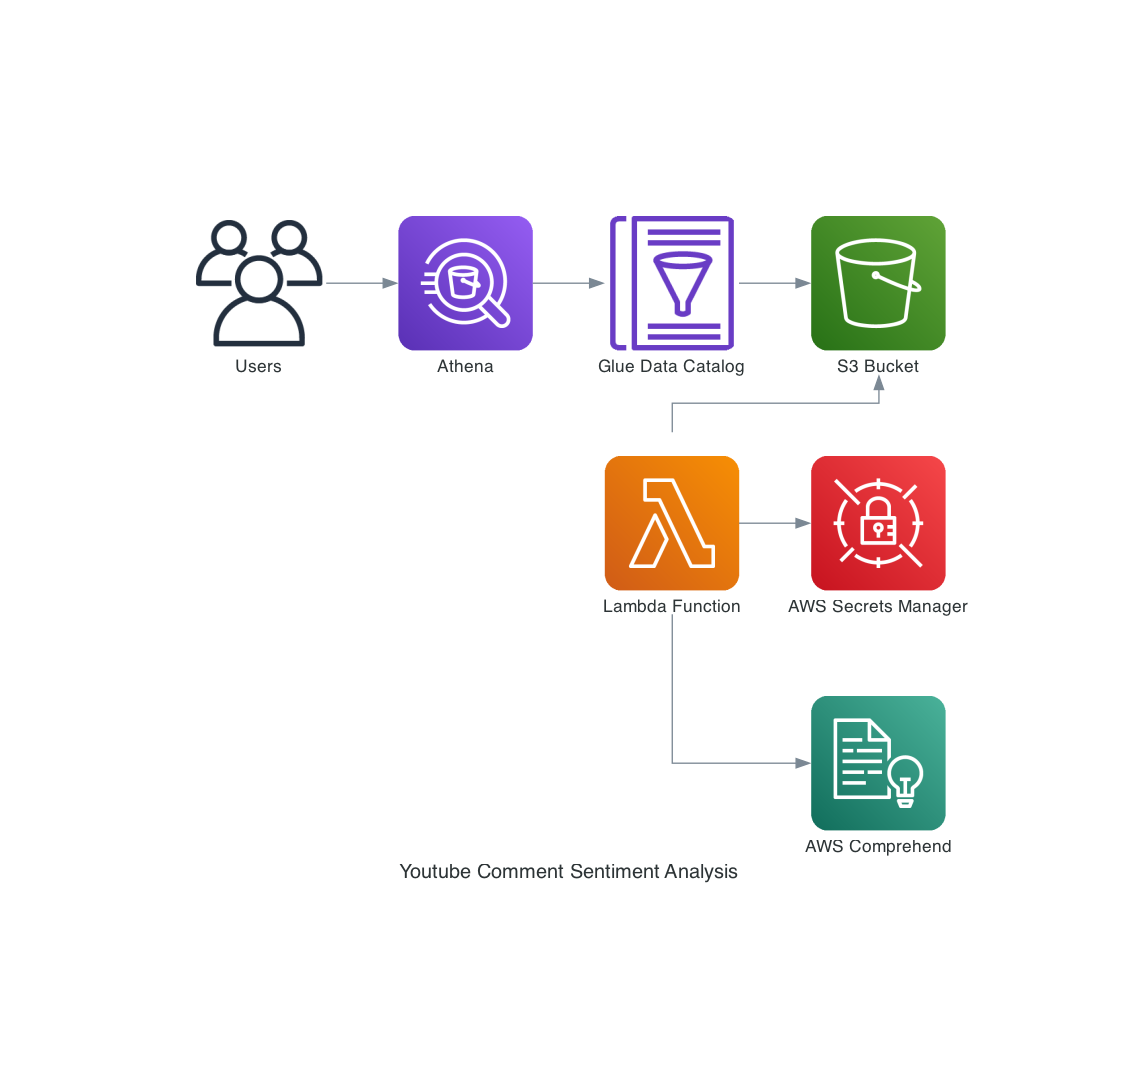 Users
Athena
Glue Data Catalog
S3 Bucket
Lambda Function
AWS Secrets Manager
AWS Comprehend
Youtube Comment Sentiment Analysis